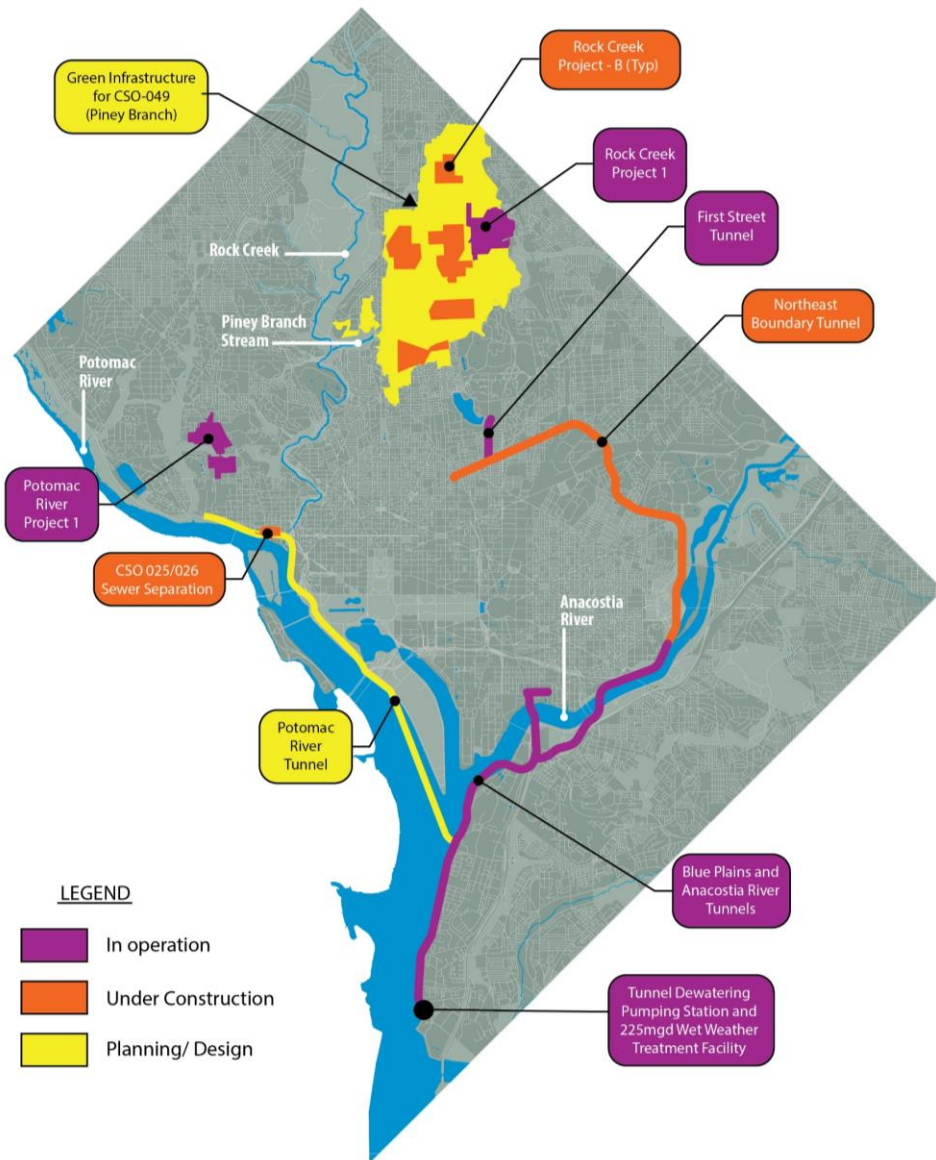 Green Infrastructure
for CSO-049
(Piney Branch)
Rock Creek
Project - B (Typ)
Rock Creek
Project 1
First Street
Tunnel
Rock Creek
Northeast
Boundary Tunnel
Piney Branch
Stream
Potomac
River
Potomac
River
Project 1
CSO 025/026
Sewer Separation
Anacostia
River
Potomac
River
Tunnel
Blue Plains and
Anacostia River
Tunnels
LEGEND
In operation
Under Construction
Planning/ Design
Tunnel Dewatering
Pumping Station and
225mgd Wet Weather
Treatment Facility